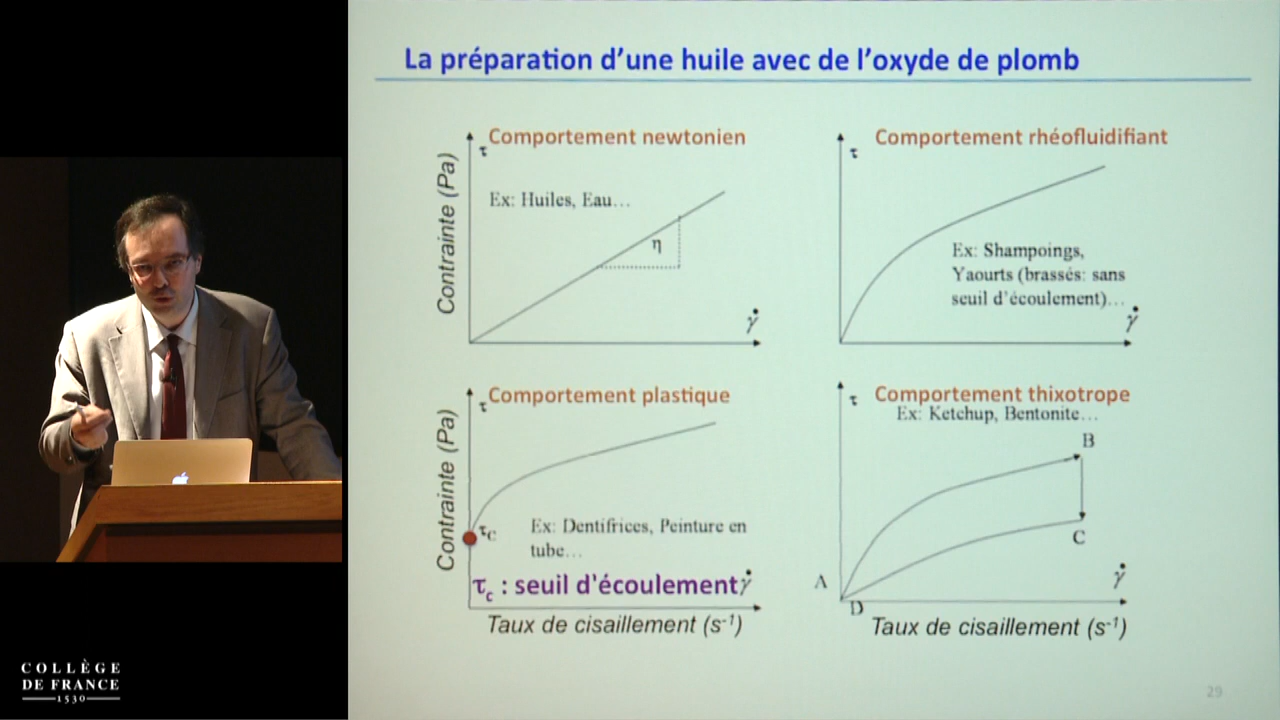 La préparation d'une huile avec de l'oxyde de plomb
Comportement newtonien
τ
Contrainte (Pa)
Ex: Huiles, Eau…
η
γ̇
Comportement rhéofluidifiant
τ
Ex: Shampoings,
Yaourts (brassés: sans
seuil d'écoulement)…
γ̇
Comportement plastique
τ
Contrainte (Pa)
τc
Ex: Dentifrices, Peinture en
tube…
τc : seuil d'écoulement
γ̇
Taux de cisaillement (s-1)
Comportement thixotrope
τ
Ex: Ketchup, Bentonite…
B
C
A
D
γ̇
Taux de cisaillement (s-1)
COLLÈGE
DE FRANCE
1530
29